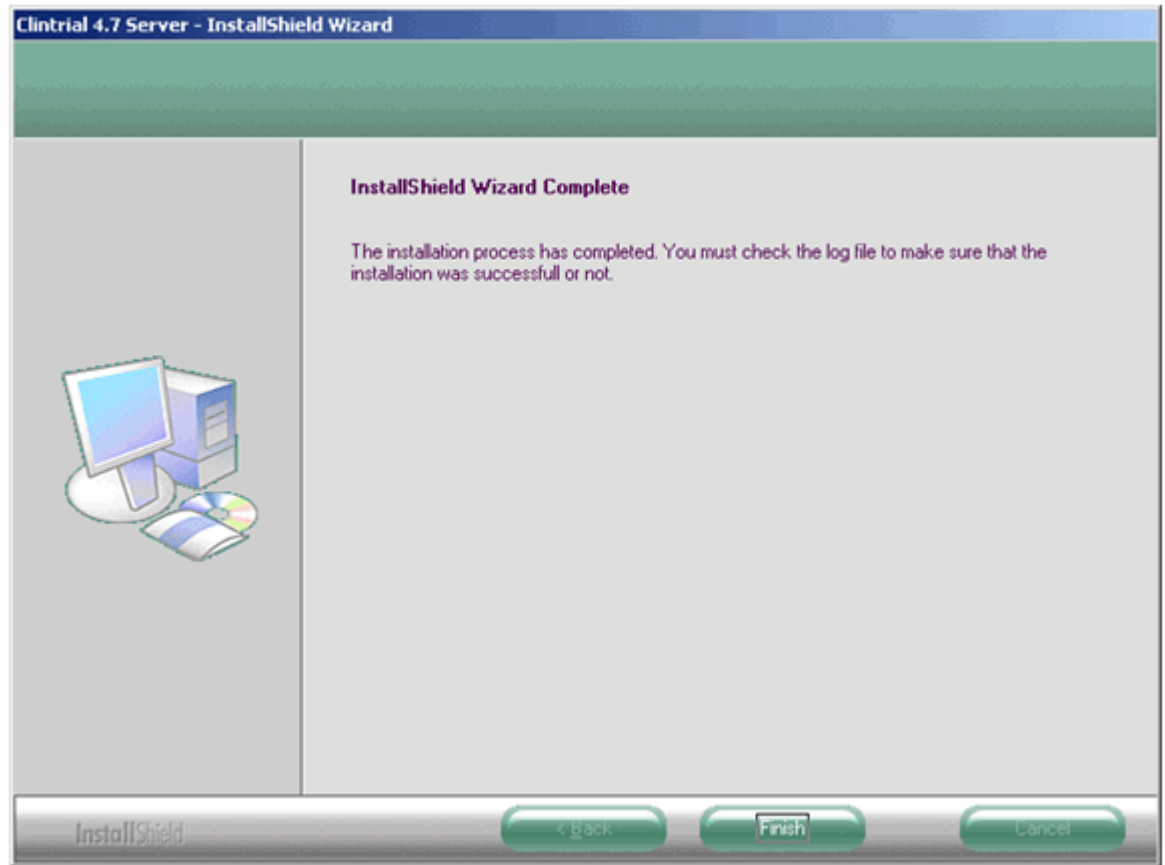 Clintrial 4.7 Server - InstallShield Wizard
InstallShield Wizard Complete
The installation process has completed. You must check the log file to make sure that the
installation was successfull or not.
InstallShield
< Back
Finish
Cancel